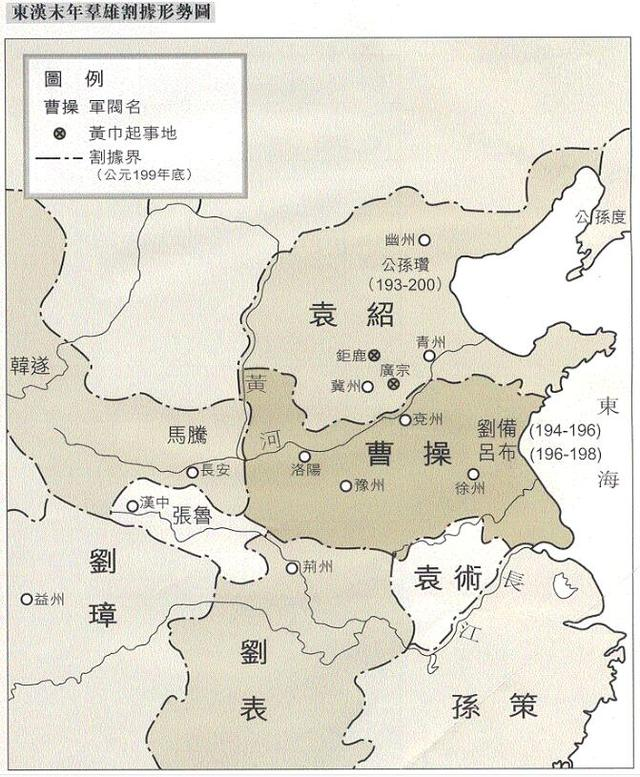 東漢末年羣雄割據形勢圖
圖 例
曹操 軍閥名
黃巾起事地
割據界
(公元199年底)
公孫度
幽州
公孫瓚
(193-200)
袁 紹
韓遂
鉅鹿
青州
廣宗
冀州
黃
河
兗州
馬騰
劉備 (194-196)
呂布 (196-198)
東
海
曹 操
長安
洛陽
豫州
徐州
漢中
張魯
劉
璋
益州
荊州
袁術
長
江
劉
表
孫 策